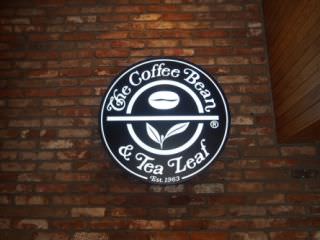 The Coffee Bean
®
& Tea Leaf
Est. 1963